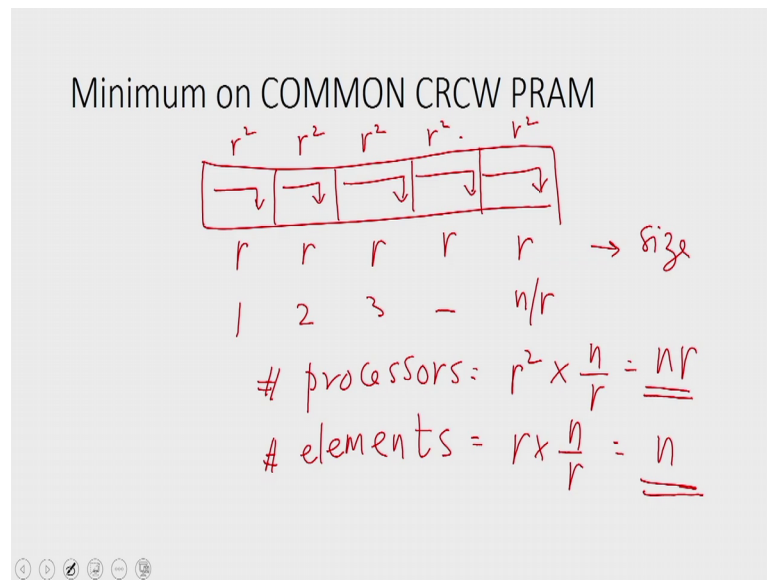 Minimum on COMMON CRCW PRAM
r² r² r² r². r²
r r r r r → size
1 2 3 – n/r
# processors: r² × n/r = nr
# elements = r × n/r = n